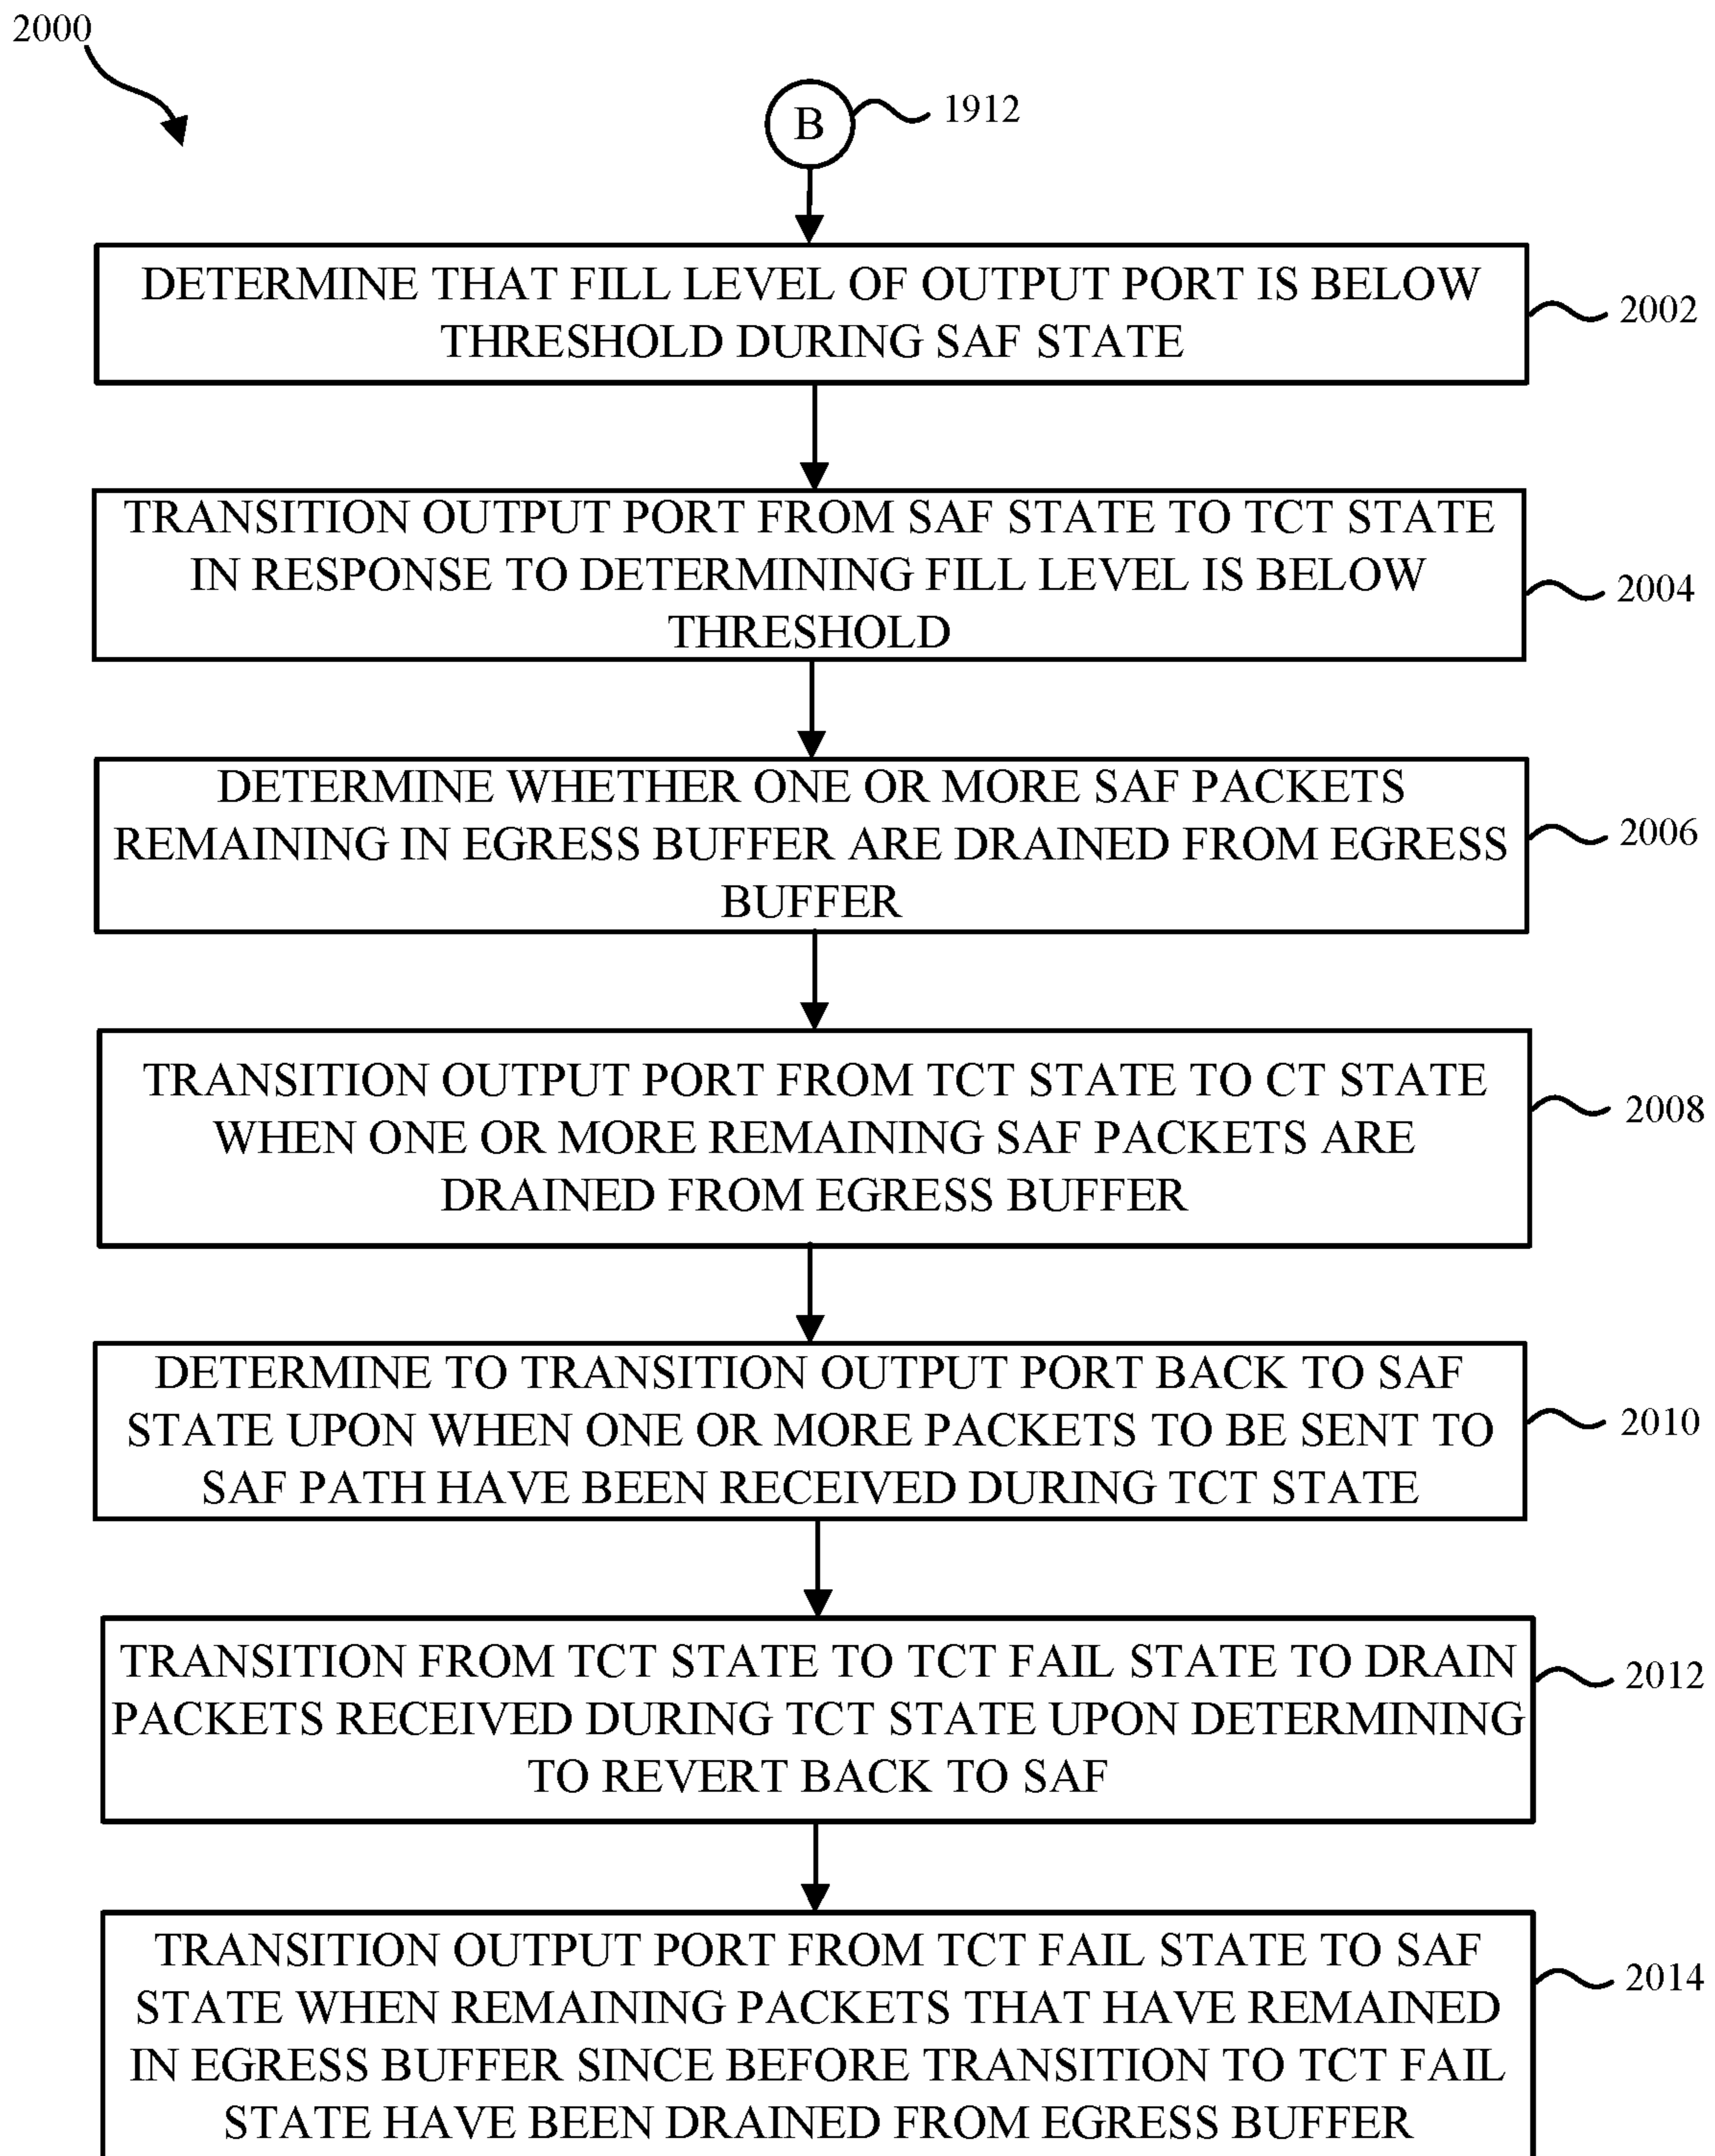 2000
B
1912
DETERMINE THAT FILL LEVEL OF OUTPUT PORT IS BELOW
THRESHOLD DURING SAF STATE
2002
TRANSITION OUTPUT PORT FROM SAF STATE TO TCT STATE
IN RESPONSE TO DETERMINING FILL LEVEL IS BELOW
THRESHOLD
2004
DETERMINE WHETHER ONE OR MORE SAF PACKETS
REMAINING IN EGRESS BUFFER ARE DRAINED FROM EGRESS
BUFFER
2006
TRANSITION OUTPUT PORT FROM TCT STATE TO CT STATE
WHEN ONE OR MORE REMAINING SAF PACKETS ARE
DRAINED FROM EGRESS BUFFER
2008
DETERMINE TO TRANSITION OUTPUT PORT BACK TO SAF
STATE UPON WHEN ONE OR MORE PACKETS TO BE SENT TO
SAF PATH HAVE BEEN RECEIVED DURING TCT STATE
2010
TRANSITION FROM TCT STATE TO TCT FAIL STATE TO DRAIN
PACKETS RECEIVED DURING TCT STATE UPON DETERMINING
TO REVERT BACK TO SAF
2012
TRANSITION OUTPUT PORT FROM TCT FAIL STATE TO SAF
STATE WHEN REMAINING PACKETS THAT HAVE REMAINED
IN EGRESS BUFFER SINCE BEFORE TRANSITION TO TCT FAIL
STATE HAVE BEEN DRAINED FROM EGRESS BUFFER
2014